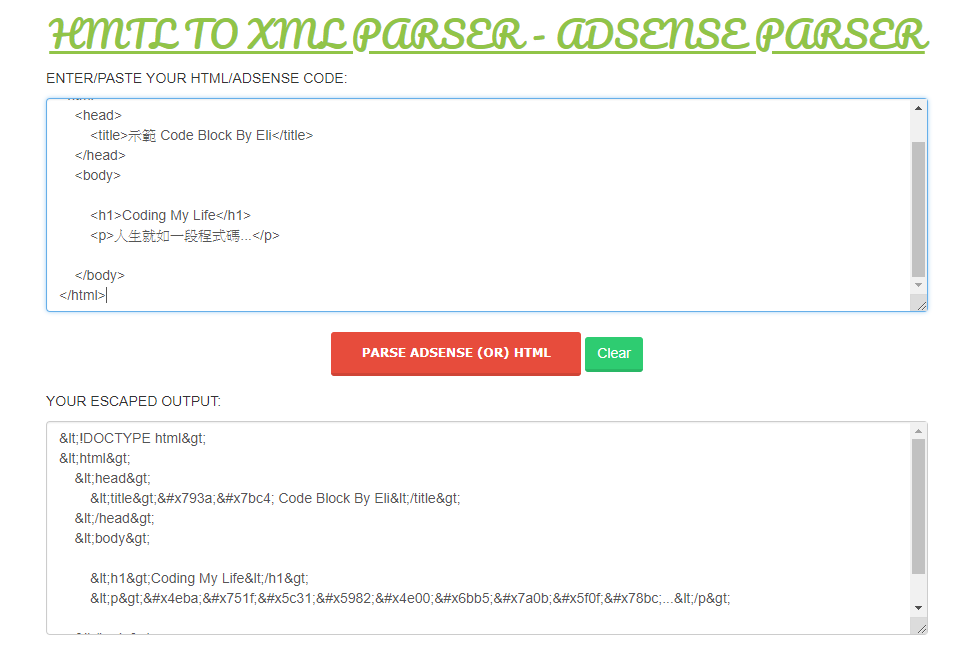 HMTL TO XML PARSER - ADSENSE PARSER
ENTER/PASTE YOUR HTML/ADSENSE CODE:
<head>
<title>示範 Code Block By Eli</title>
</head>
<body>
<h1>Coding My Life</h1>
<p>人生就如一段程式碼...</p>
</body>
</html>
PARSE ADSENSE (OR) HTML Clear
YOUR ESCAPED OUTPUT:
&lt;!DOCTYPE html&gt;
&lt;html&gt;
&lt;head&gt;
&lt;title&gt;&#x793a;&#x7bc4; Code Block By Eli&lt;/title&gt;
&lt;/head&gt;
&lt;body&gt;
&lt;h1&gt;Coding My Life&lt;/h1&gt;
&lt;p&gt;&#x4eba;&#x751f;&#x5c31;&#x5982;&#x4e00;&#x6bb5;&#x7a0b;&#x5f0f;&#x78bc;...&lt;/p&gt;